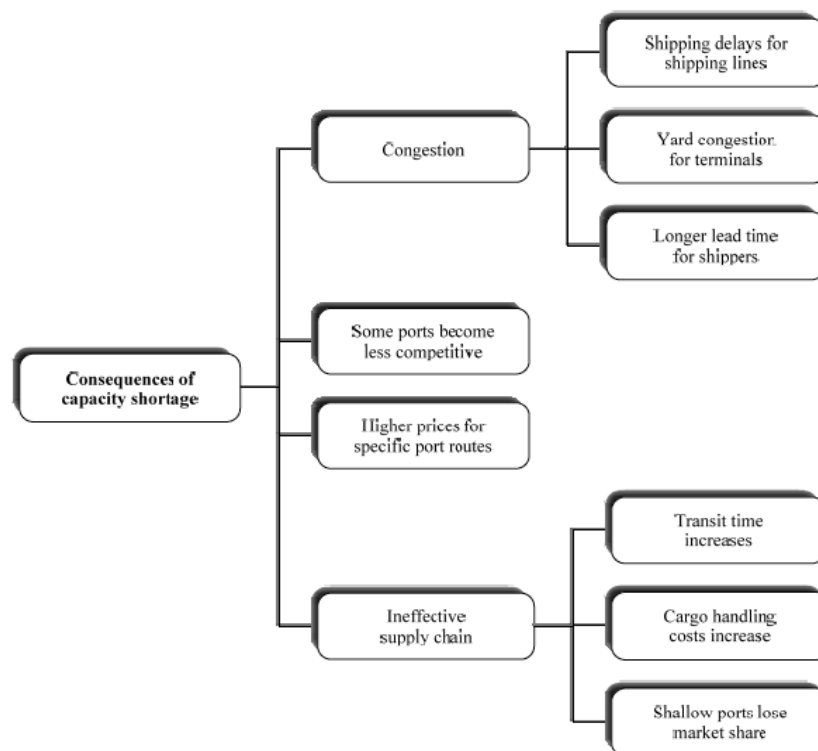 Shipping delays for
shipping lines
Congestion
Yard congestion
for terminals
Longer lead time
for shippers
Some ports become
less competitive
Consequences of
capacity shortage
Higher prices for
specific port routes
Transit time
increases
Ineffective
supply chain
Cargo handling
costs increase
Shallow ports lose
market share